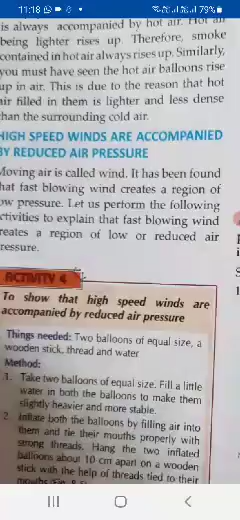 11:18
79%
is always accompanied by hot air. Hot air
being lighter rises up. Therefore, smoke
contained in hot air always rises up. Similarly,
you must have seen the hot air balloons rise
up in air. This is due to the reason that hot
air filled in them is lighter and less dense
than the surrounding cold air.
HIGH SPEED WINDS ARE ACCOMPANIED
BY REDUCED AIR PRESSURE
Moving air is called wind. It has been found
that fast blowing wind creates a region of
low pressure. Let us perform the following
activities to explain that fast blowing wind
creates a region of low or reduced air
pressure.
ACTIVITY 4
To show that high speed winds are
accompanied by reduced air pressure
Things needed: Two balloons of equal size, a
wooden stick, thread and water
Method:
1. Take two balloons of equal size. Fill a little
water in both the balloons to make them
slightly heavier and more stable.
2. Inflate both the balloons by filling air into
them and tie their mouths properly with
strong threads. Hang the two inflated
balloons about 10 cm apart on a wooden
stick with the help of threads tied to their
mouths (Fig. 8.5)